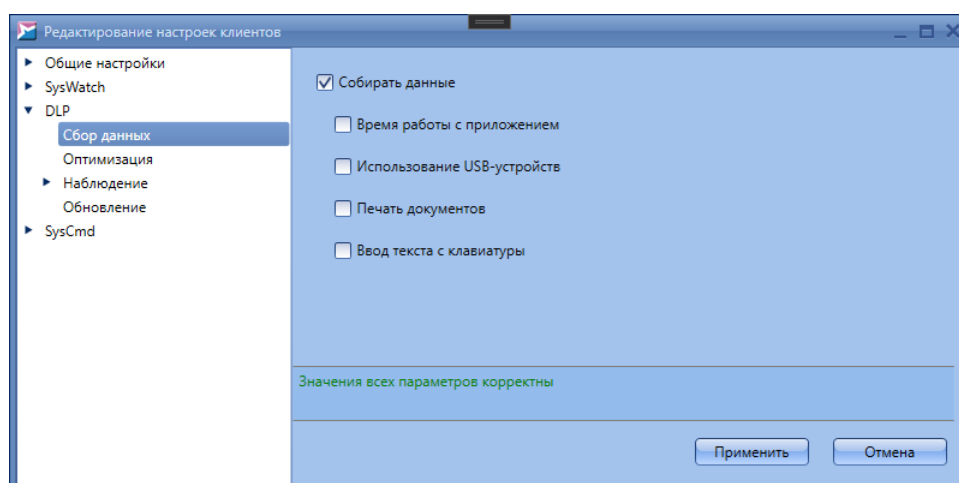 Редактирование настроек клиентов
Общие настройки
SysWatch
DLP
Сбор данных
Оптимизация
Наблюдение
Обновление
SysCmd
Собирать данные
Время работы с приложением
Использование USB-устройств
Печать документов
Ввод текста с клавиатуры
Значения всех параметров корректны
Применить
Отмена